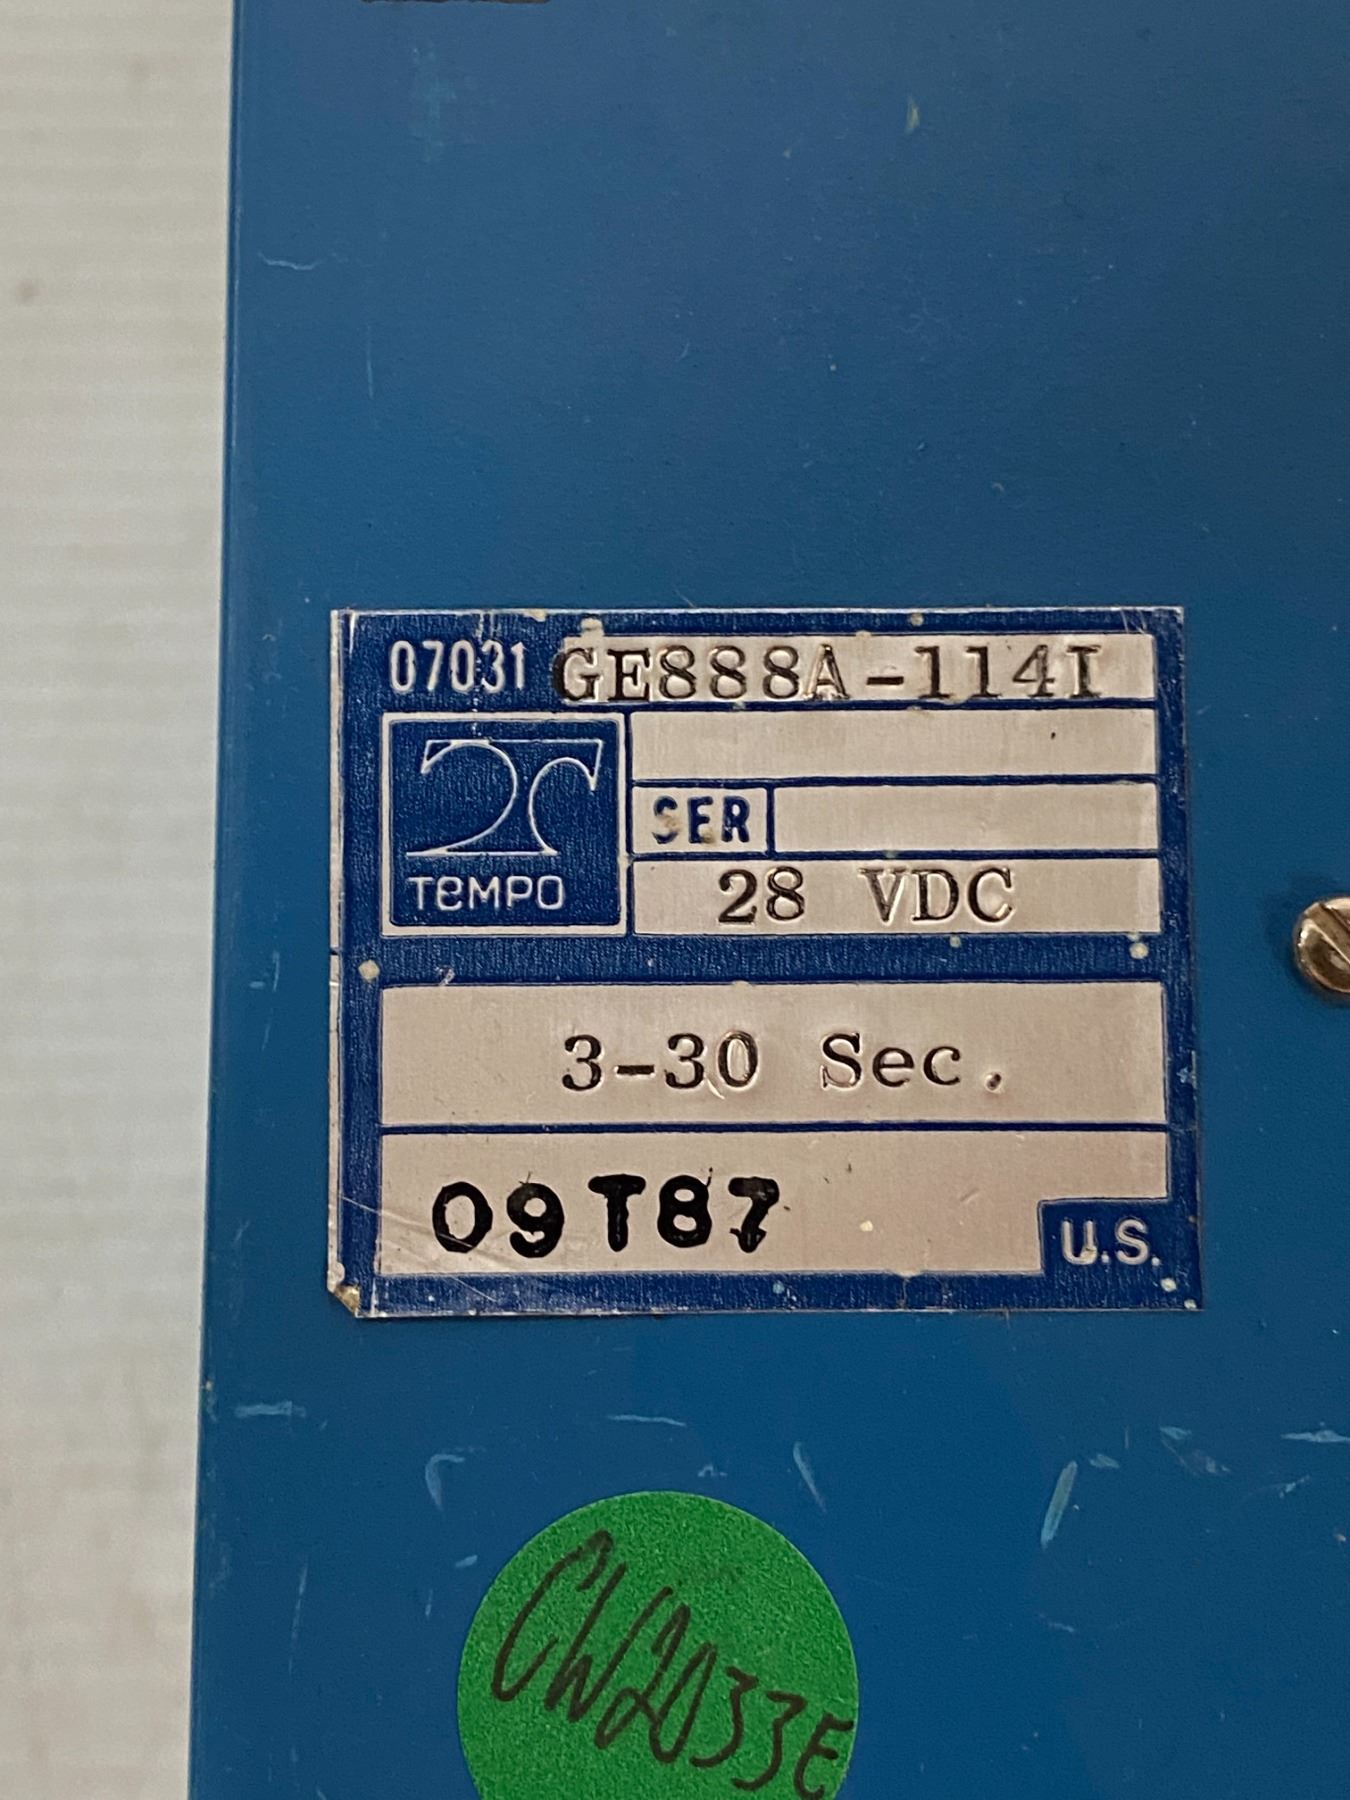 07031 GE888A-114I
TEMPO
SER
28 VDC
3-30 Sec.
09T87
U.S.
CW2033E